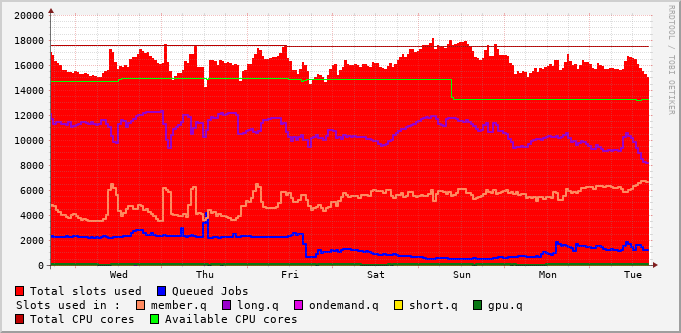 RRDTOOL / TOBI OETIKER
20000
18000
16000
14000
12000
10000
8000
6000
4000
2000
0
Wed Thu Fri Sat Sun Mon Tue
Total slots used Queued Jobs
Slots used in : member.q long.q ondemand.q short.q gpu.q
Total CPU cores Available CPU cores